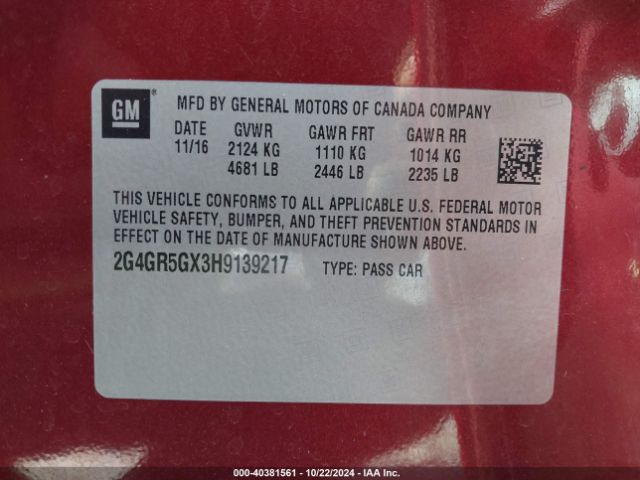 GM ®
MFD BY GENERAL MOTORS OF CANADA COMPANY
DATE GVWR GAWR FRT GAWR RR
11/16 2124 KG 1110 KG 1014 KG
4681 LB 2446 LB 2235 LB
THIS VEHICLE CONFORMS TO ALL APPLICABLE U.S. FEDERAL MOTOR
VEHICLE SAFETY, BUMPER, AND THEFT PREVENTION STANDARDS IN
EFFECT ON THE DATE OF MANUFACTURE SHOWN ABOVE.
2G4GR5GX3H9139217 TYPE: PASS CAR
000-40381561 - 10/22/2024 - IAA Inc.